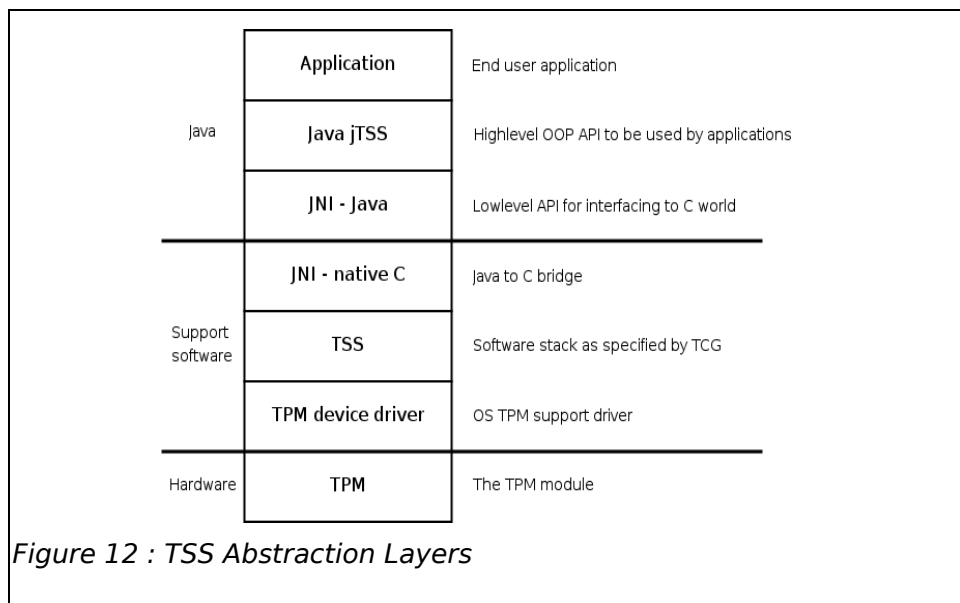 Application
End user application
Java
Java jTSS
Highlevel OOP API to be used by applications
JNI - Java
Lowlevel API for interfacing to C world
JNI - native C
Java to C bridge
Support
software
TSS
Software stack as specified by TCG
TPM device driver
OS TPM support driver
Hardware
TPM
The TPM module
Figure 12 : TSS Abstraction Layers